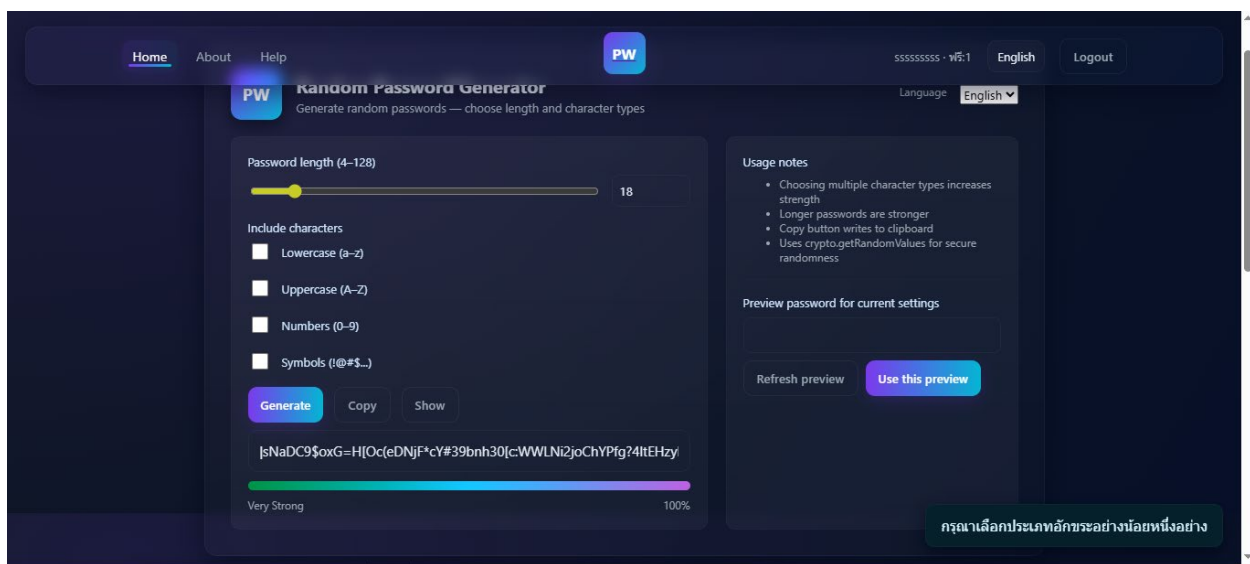 Home
About
Help
PW
sssssssss · ฟรี:1
English
Logout
PW
Random Password Generator
Generate random passwords — choose length and character types
Language
English
Password length (4–128)
18
Include characters
Lowercase (a–z)
Uppercase (A–Z)
Numbers (0–9)
Symbols (!@#$...)
Generate
Copy
Show
|sNaDC9$oxG=H[Oc(eDNjF*cY#39bnh30[c:WWLNi2joChYPfg?4ItEHzy
Very Strong
100%
Usage notes
Choosing multiple character types increases
strength
Longer passwords are stronger
Copy button writes to clipboard
Uses crypto.getRandomValues for secure
randomness
Preview password for current settings
Refresh preview
Use this preview
กรุณาเลือกประเภทอักขระอย่างน้อยหนึ่งอย่าง